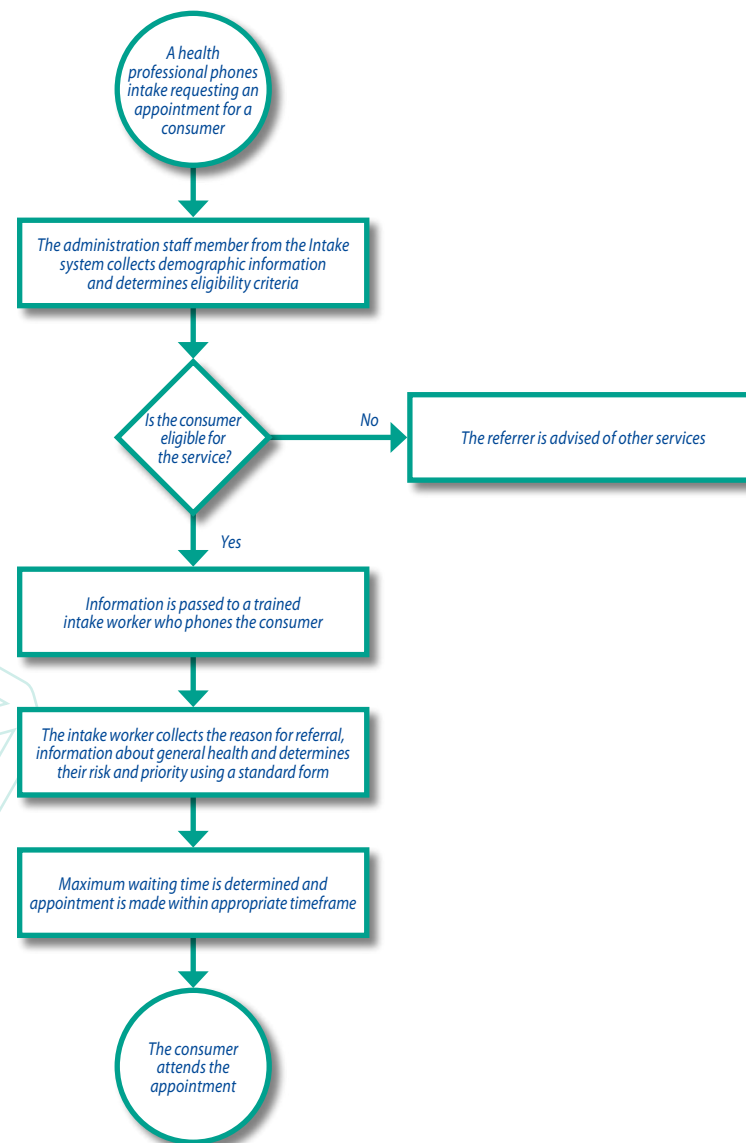 A health
professional phones
intake requesting an
appointment for a
consumer
The administration staff member from the Intake
system collects demographic information
and determines eligibility criteria
Is the consumer
eligible for
the service?
No
The referrer is advised of other services
Yes
Information is passed to a trained
intake worker who phones the consumer
The intake worker collects the reason for referral,
information about general health and determines
their risk and priority using a standard form
Maximum waiting time is determined and
appointment is made within appropriate timeframe
The consumer
attends the
appointment